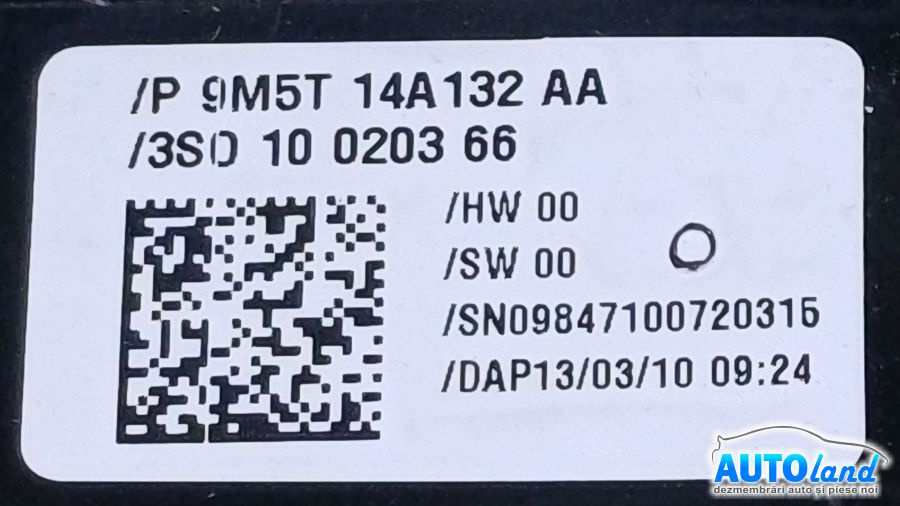 /P 9M5T 14A132 AA
/3SO 10 0203 66
/HW 00
/SW 00
/SN09847100720315
/DAP13/03/10 09:24
AUTOland
dezmembrări auto și piese noi